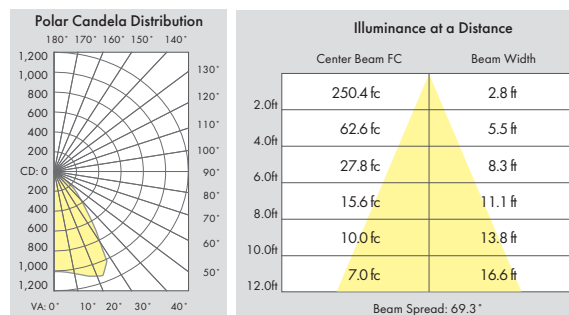 Polar Candela Distribution
180° 170° 160° 150° 140°
1,200
1,000
800
600
400
200
CD: 0
200
400
600
800
1,000
1,200
130°
120°
110°
100°
90°
80°
70°
60°
50°
VA: 0° 10° 20° 30° 40°
Illuminance at a Distance
Center Beam FC Beam Width
2.0ft 250.4 fc 2.8 ft
4.0ft 62.6 fc 5.5 ft
6.0ft 27.8 fc 8.3 ft
8.0ft 15.6 fc 11.1 ft
10.0ft 10.0 fc 13.8 ft
12.0ft 7.0 fc 16.6 ft
Beam Spread: 69.3°